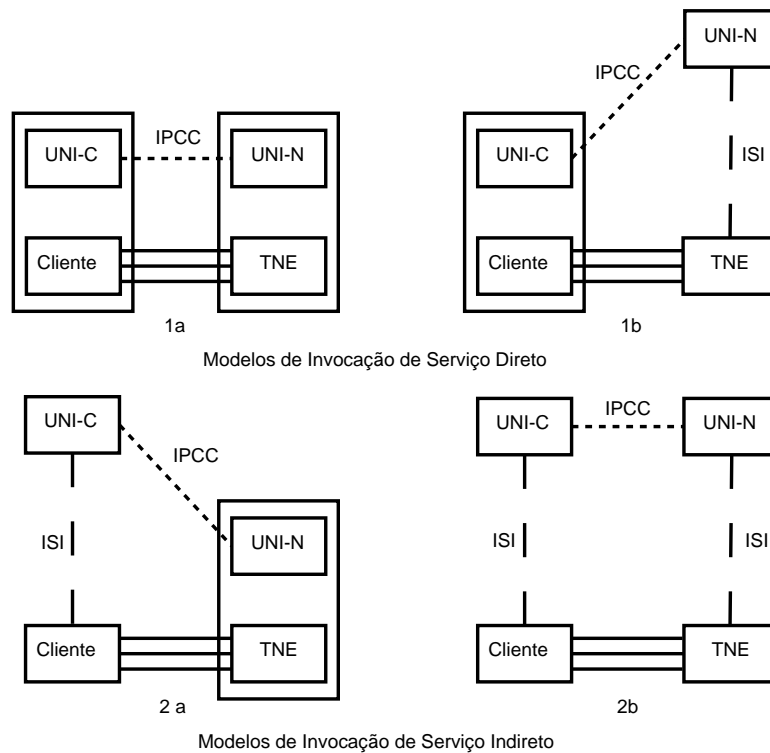 UNI-N
IPCC
UNI-C
IPCC
UNI-N
UNI-C
ISI
Cliente
TNE
Cliente
TNE
1a
1b
Modelos de Invocação de Serviço Direto
UNI-C
IPCC
UNI-C
IPCC
UNI-N
ISI
UNI-N
ISI
ISI
Cliente
TNE
Cliente
TNE
2 a
2b
Modelos de Invocação de Serviço Indireto